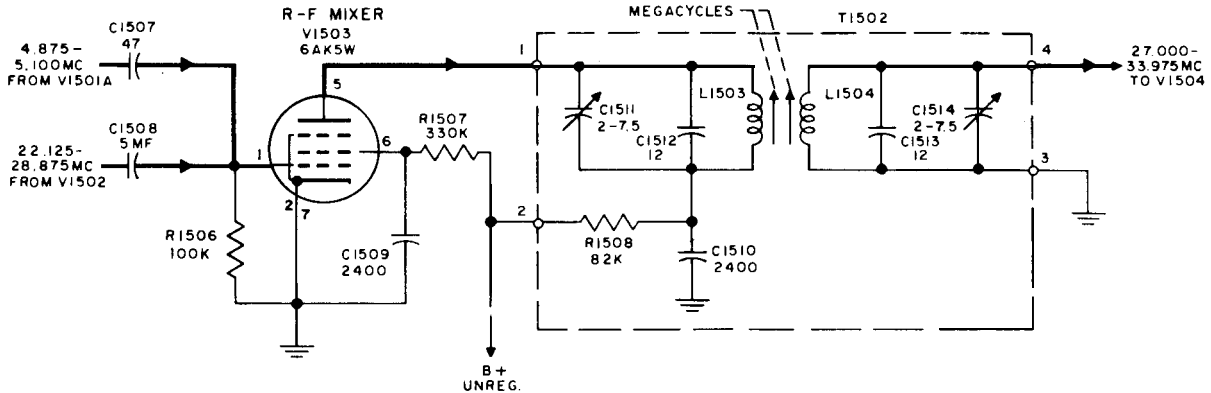 R-F MIXER
V1503
6AK5W
MEGACYCLES
T1502
C1507
47
4.875-
5.100MC
FROM V1501A
C1508
5MF
22.125-
28.875MC
FROM V1502
1
5
6
2
7
R1506
100K
R1507
330K
C1509
2400
B+
UNREG.
1
2
R1508
82K
C1511
2-7.5
C1512
12
L1503
L1504
C1510
2400
C1513
12
C1514
2-7.5
4
3
27.000-
33.975MC
TO V1504